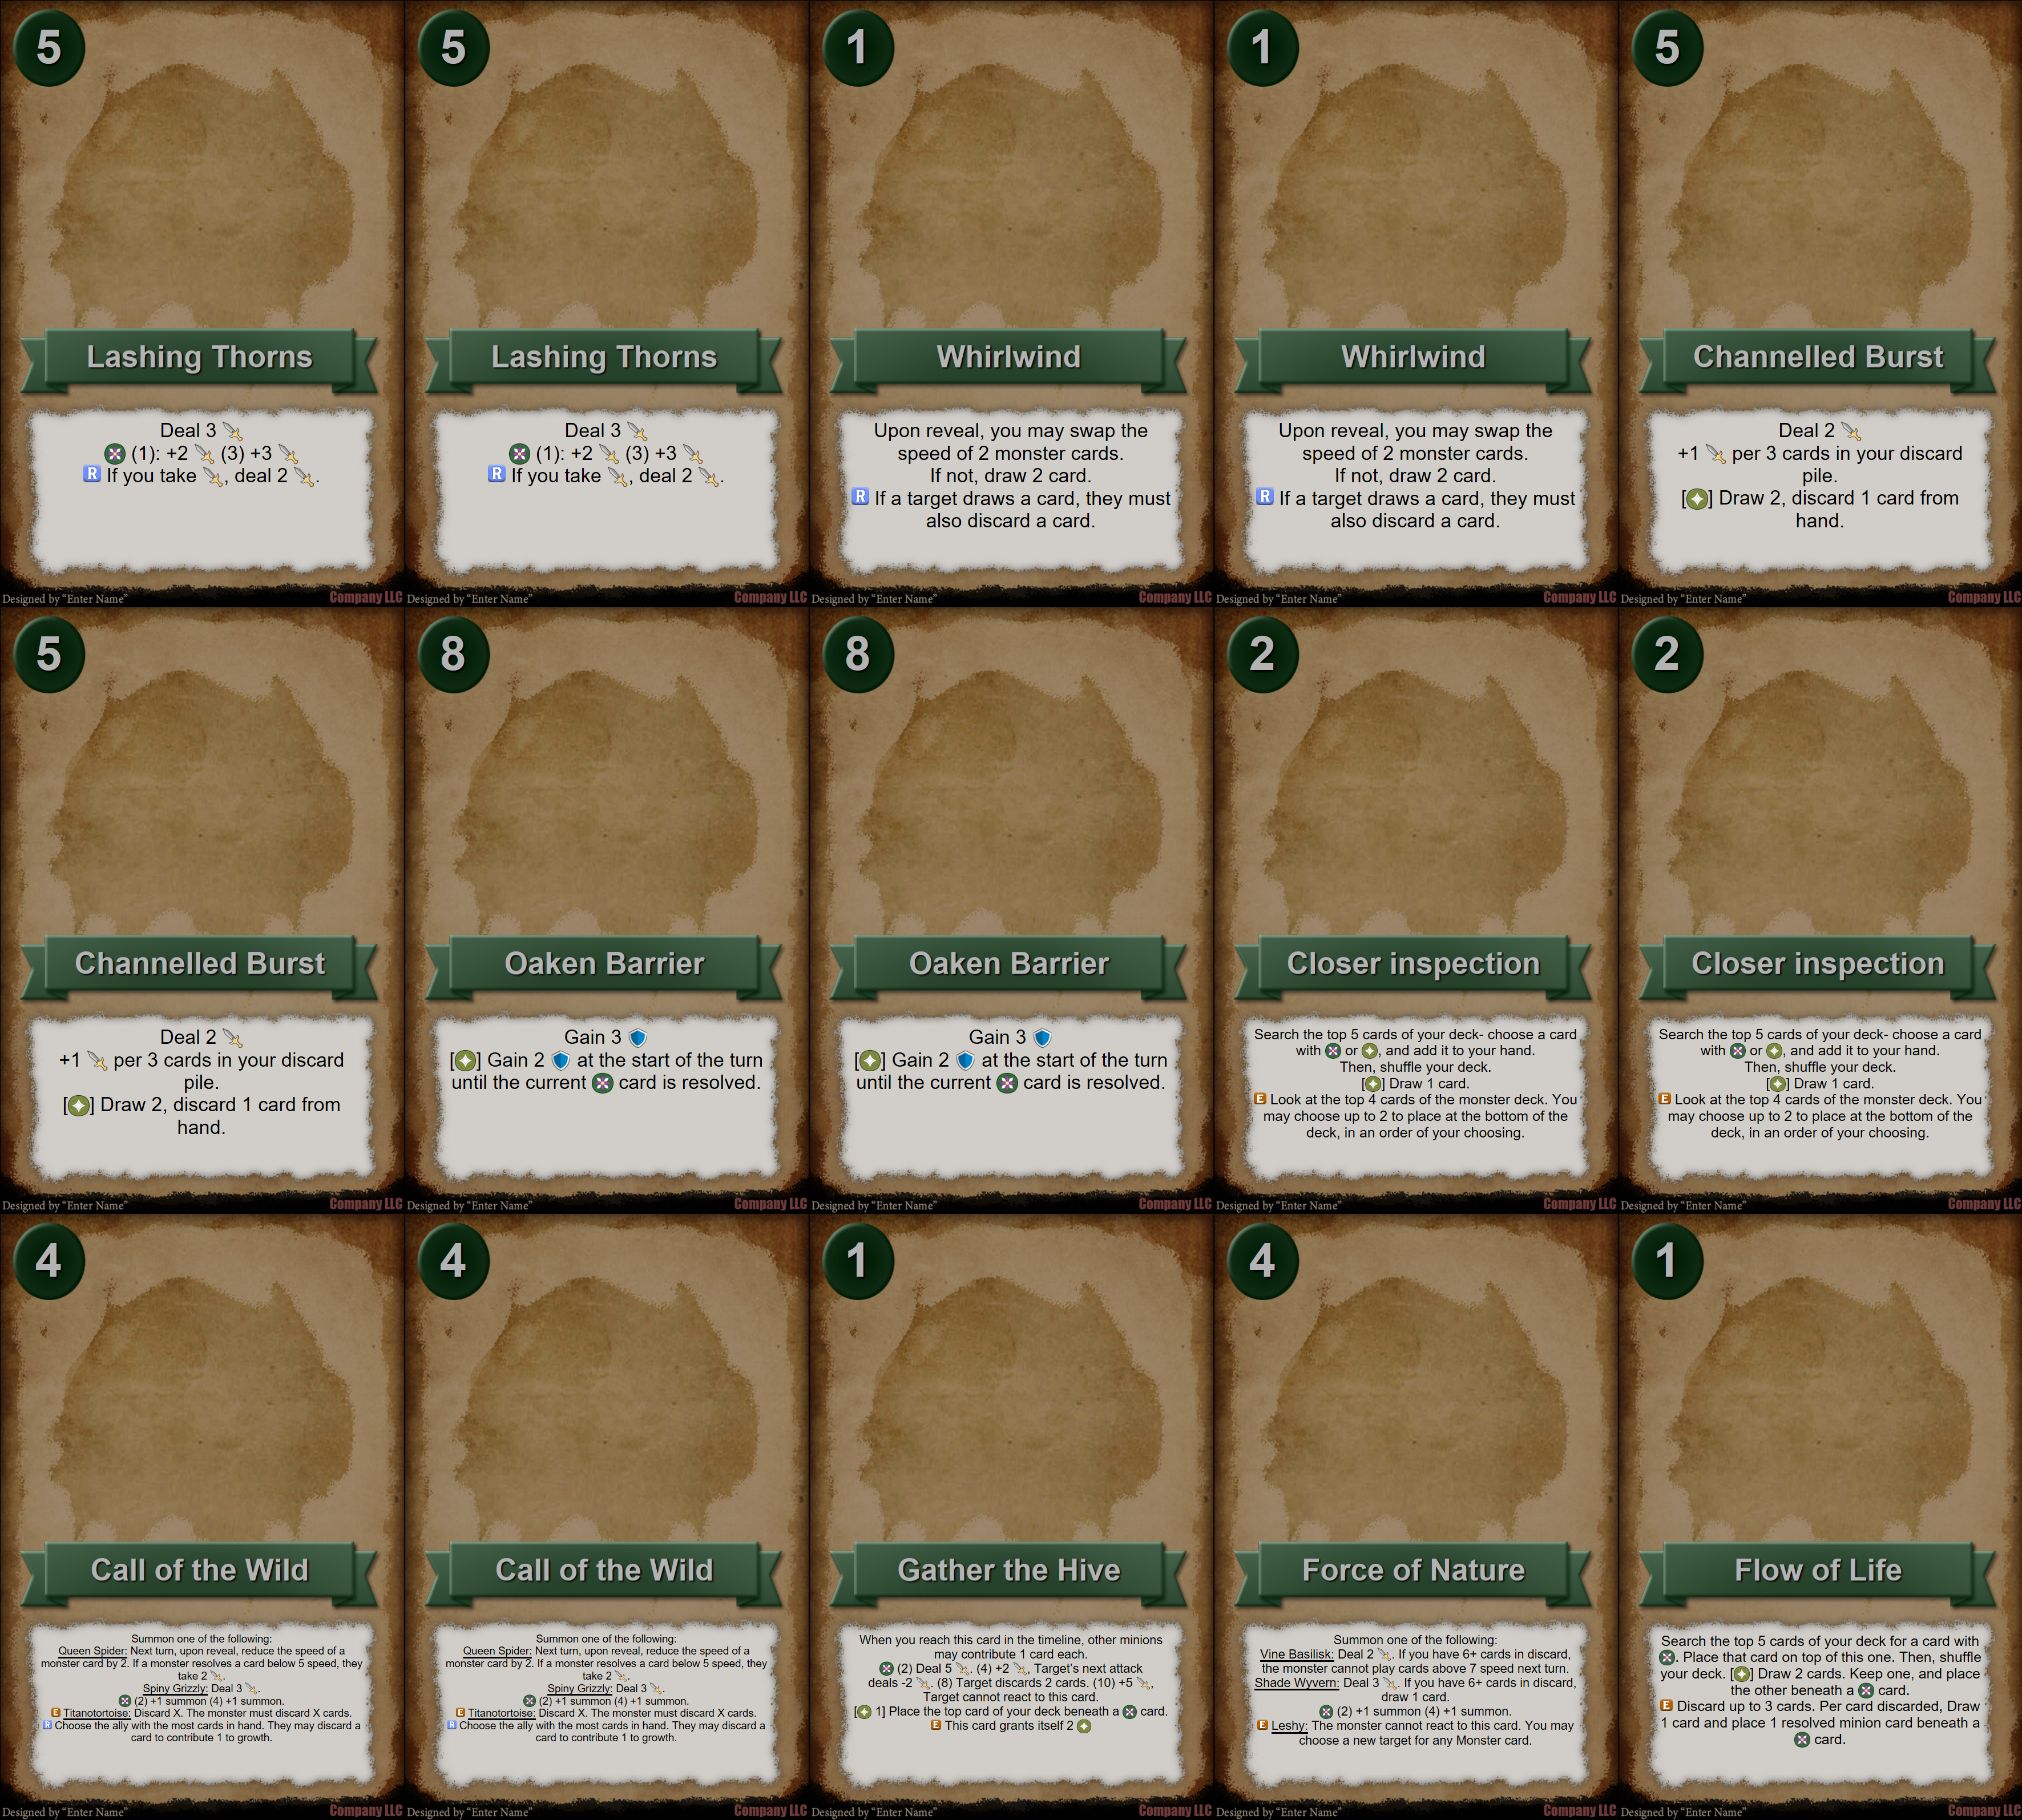 5
Lashing Thorns
Deal 3
(1): +2 (3) +3
R If you take , deal 2 .
Designed by “Enter Name”
Company LLC
5
Lashing Thorns
Deal 3
(1): +2 (3) +3
R If you take , deal 2 .
Designed by “Enter Name”
Company LLC
1
Whirlwind
Upon reveal, you may swap the
speed of 2 monster cards.
If not, draw 2 card.
R If a target draws a card, they must
also discard a card.
Designed by “Enter Name”
Company LLC
1
Whirlwind
Upon reveal, you may swap the
speed of 2 monster cards.
If not, draw 2 card.
R If a target draws a card, they must
also discard a card.
Designed by “Enter Name”
Company LLC
5
Channelled Burst
Deal 2
+1 per 3 cards in your discard
pile.
[ ] Draw 2, discard 1 card from
hand.
Designed by “Enter Name”
Company LLC
5
Channelled Burst
Deal 2
+1 per 3 cards in your discard
pile.
[ ] Draw 2, discard 1 card from
hand.
Designed by “Enter Name”
Company LLC
8
Oaken Barrier
Gain 3
[ ] Gain 2 at the start of the turn
until the current card is resolved.
Designed by “Enter Name”
Company LLC
8
Oaken Barrier
Gain 3
[ ] Gain 2 at the start of the turn
until the current card is resolved.
Designed by “Enter Name”
Company LLC
2
Closer inspection
Search the top 5 cards of your deck- choose a card
with or , and add it to your hand.
Then, shuffle your deck.
[ ] Draw 1 card.
E Look at the top 4 cards of the monster deck. You
may choose up to 2 to place at the bottom of the
deck, in an order of your choosing.
Designed by “Enter Name”
Company LLC
2
Closer inspection
Search the top 5 cards of your deck- choose a card
with or , and add it to your hand.
Then, shuffle your deck.
[ ] Draw 1 card.
E Look at the top 4 cards of the monster deck. You
may choose up to 2 to place at the bottom of the
deck, in an order of your choosing.
Designed by “Enter Name”
Company LLC
4
Call of the Wild
Summon one of the following:
Queen Spider: Next turn, upon reveal, reduce the speed of a
monster card by 2. If a monster resolves a card below 5 speed, they
take 2 .
Spiny Grizzly: Deal 3 .
(2) +1 summon (4) +1 summon.
E Titanotortoise: Discard X. The monster must discard X cards.
R Choose the ally with the most cards in hand. They may discard a
card to contribute 1 to growth.
Designed by “Enter Name”
Company LLC
4
Call of the Wild
Summon one of the following:
Queen Spider: Next turn, upon reveal, reduce the speed of a
monster card by 2. If a monster resolves a card below 5 speed, they
take 2 .
Spiny Grizzly: Deal 3 .
(2) +1 summon (4) +1 summon.
E Titanotortoise: Discard X. The monster must discard X cards.
R Choose the ally with the most cards in hand. They may discard a
card to contribute 1 to growth.
Designed by “Enter Name”
Company LLC
1
Gather the Hive
When you reach this card in the timeline, other minions
may contribute 1 card each.
(2) Deal 5 . (4) +2 , Target's next attack
deals -2 . (8) Target discards 2 cards. (10) +5 ,
Target cannot react to this card.
[ 1] Place the top card of your deck beneath a card.
E This card grants itself 2
Designed by “Enter Name”
Company LLC
4
Force of Nature
Summon one of the following:
Vine Basilisk: Deal 2 . If you have 6+ cards in discard,
the monster cannot play cards above 7 speed next turn.
Shade Wyvern: Deal 3 . If you have 6+ cards in discard,
draw 1 card.
(2) +1 summon (4) +1 summon.
E Leshy: The monster cannot react to this card. You may
choose a new target for any Monster card.
Designed by “Enter Name”
Company LLC
1
Flow of Life
Search the top 5 cards of your deck for a card with
. Place that card on top of this one. Then, shuffle
your deck. [ ] Draw 2 cards. Keep one, and place
the other beneath a card.
E Discard up to 3 cards. Per card discarded, Draw
1 card and place 1 resolved minion card beneath a
card.
Designed by “Enter Name”
Company LLC